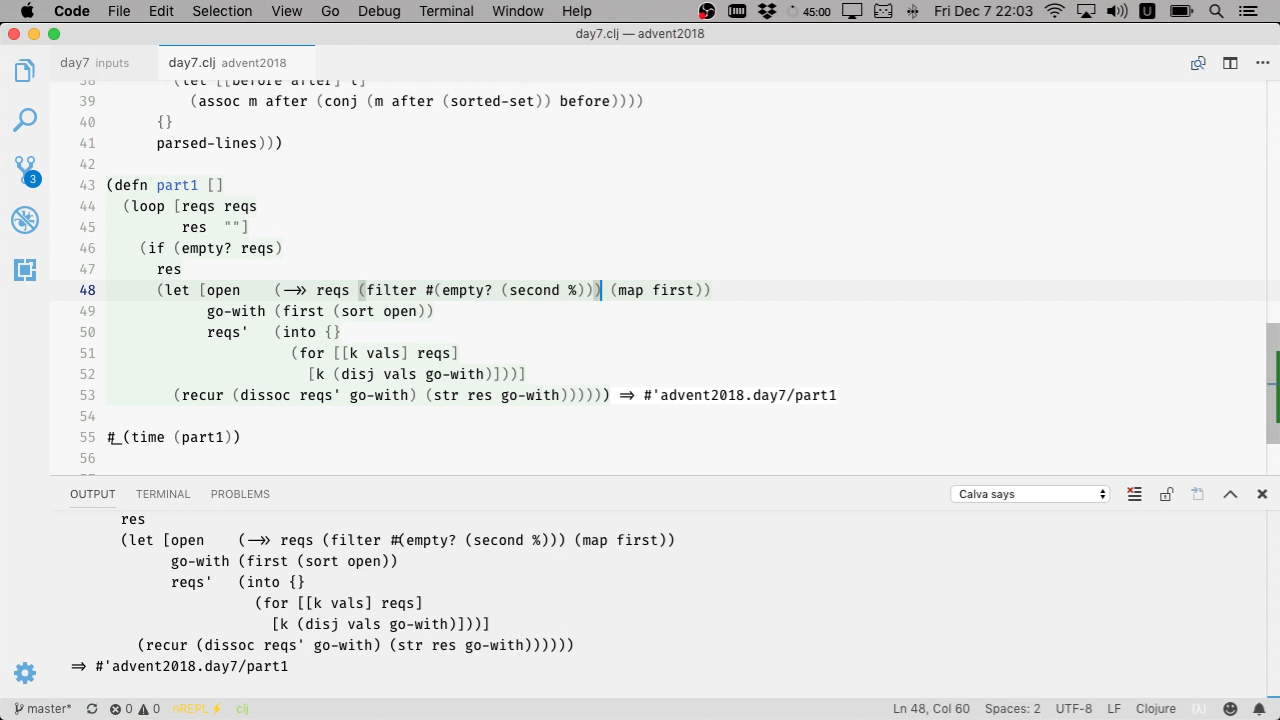 Code File Edit Selection View Go Debug Terminal Window Help 45:00 U Fri Dec 7 22:03
day7.clj — advent2018
day7 inputs day7.clj advent2018
38 (let [[before after] l]
39 (assoc m after (conj (m after (sorted-set)) before))))
40 {}
41 parsed-lines)))
42
43 (defn part1 []
44 (loop [reqs reqs
45 res ""]
46 (if (empty? reqs)
47 res
48 (let [open (->> reqs (filter #(empty? (second %))) (map first))
49 go-with (first (sort open))
50 reqs' (into {}
51 (for [[k vals] reqs]
52 [k (disj vals go-with)]))]
53 (recur (dissoc reqs' go-with) (str res go-with)))))) => #'advent2018.day7/part1
54
55 #_(time (part1))
56
3
OUTPUT TERMINAL PROBLEMS Calva says
res
(let [open (->> reqs (filter #(empty? (second %))) (map first))
go-with (first (sort open))
reqs' (into {}
(for [[k vals] reqs]
[k (disj vals go-with)]))]
(recur (dissoc reqs' go-with) (str res go-with))))))
=> #'advent2018.day7/part1
master* 0 0 nREPL⚡ clj Ln 48, Col 60 Spaces: 2 UTF-8 LF Clojure (λ)